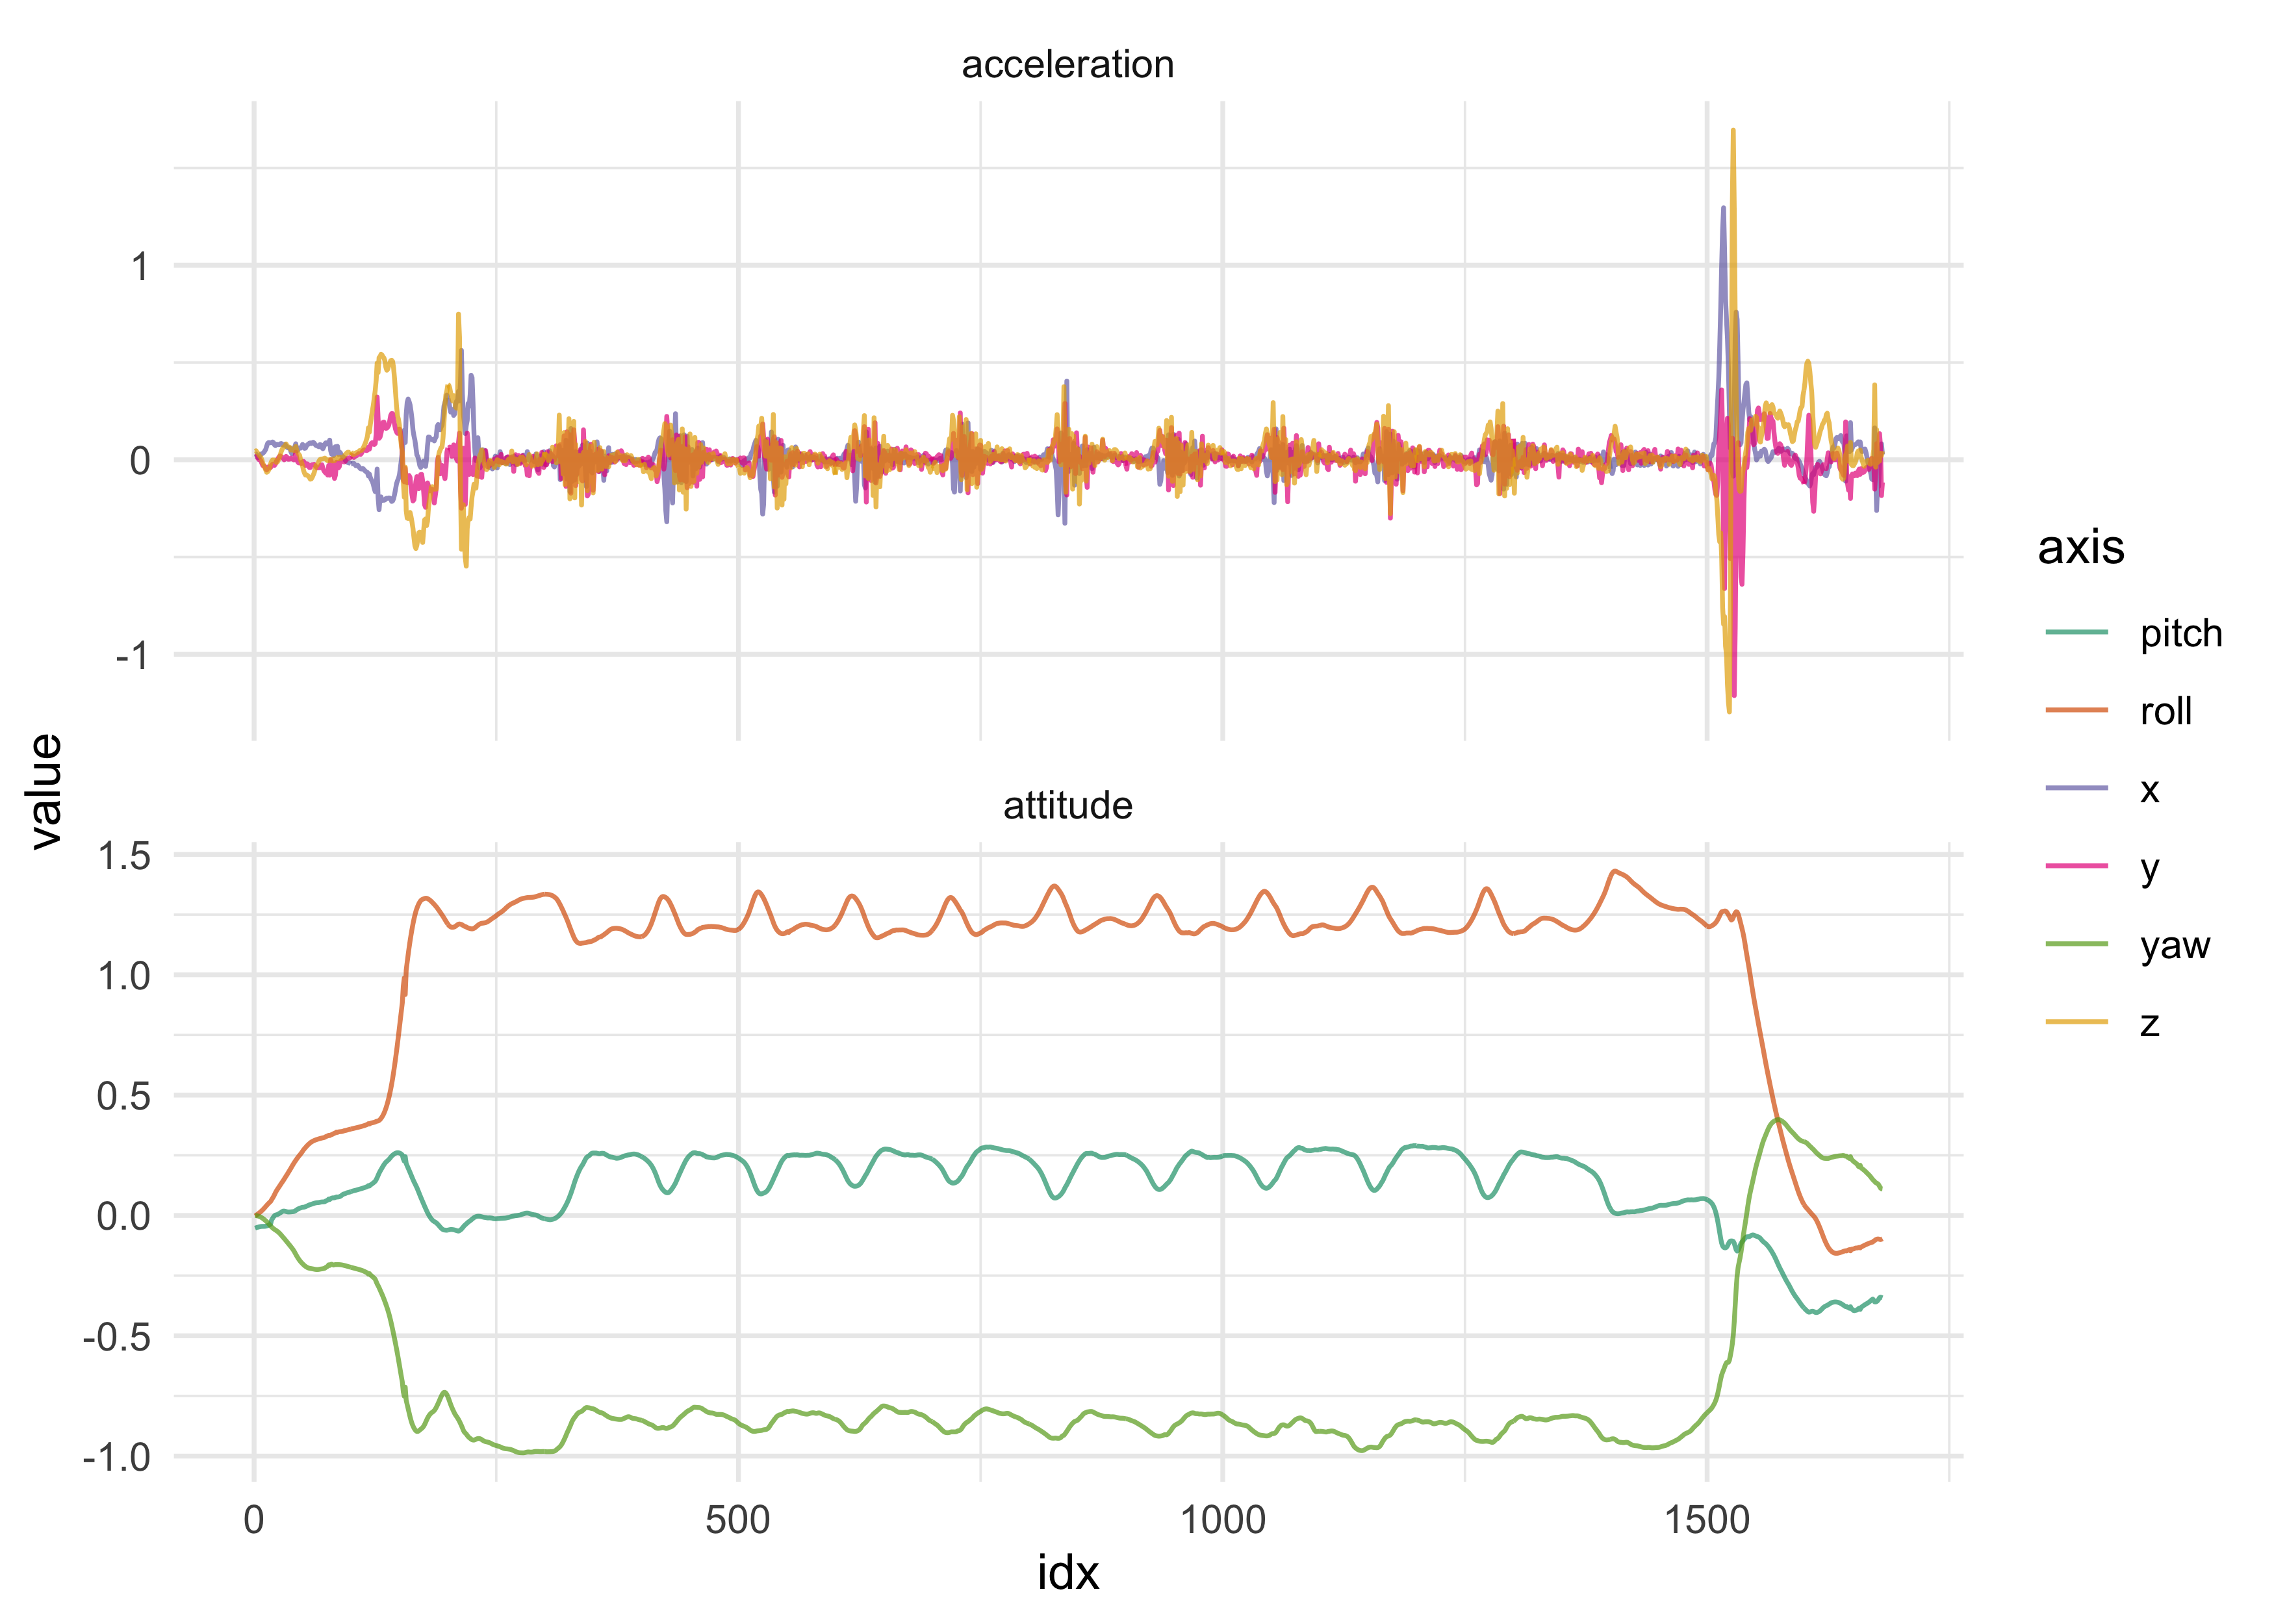 acceleration
1
0
-1
value
attitude
1.5
1.0
0.5
0.0
-0.5
-1.0
0 500 1000 1500
idx
axis
pitch
roll
x
y
yaw
z